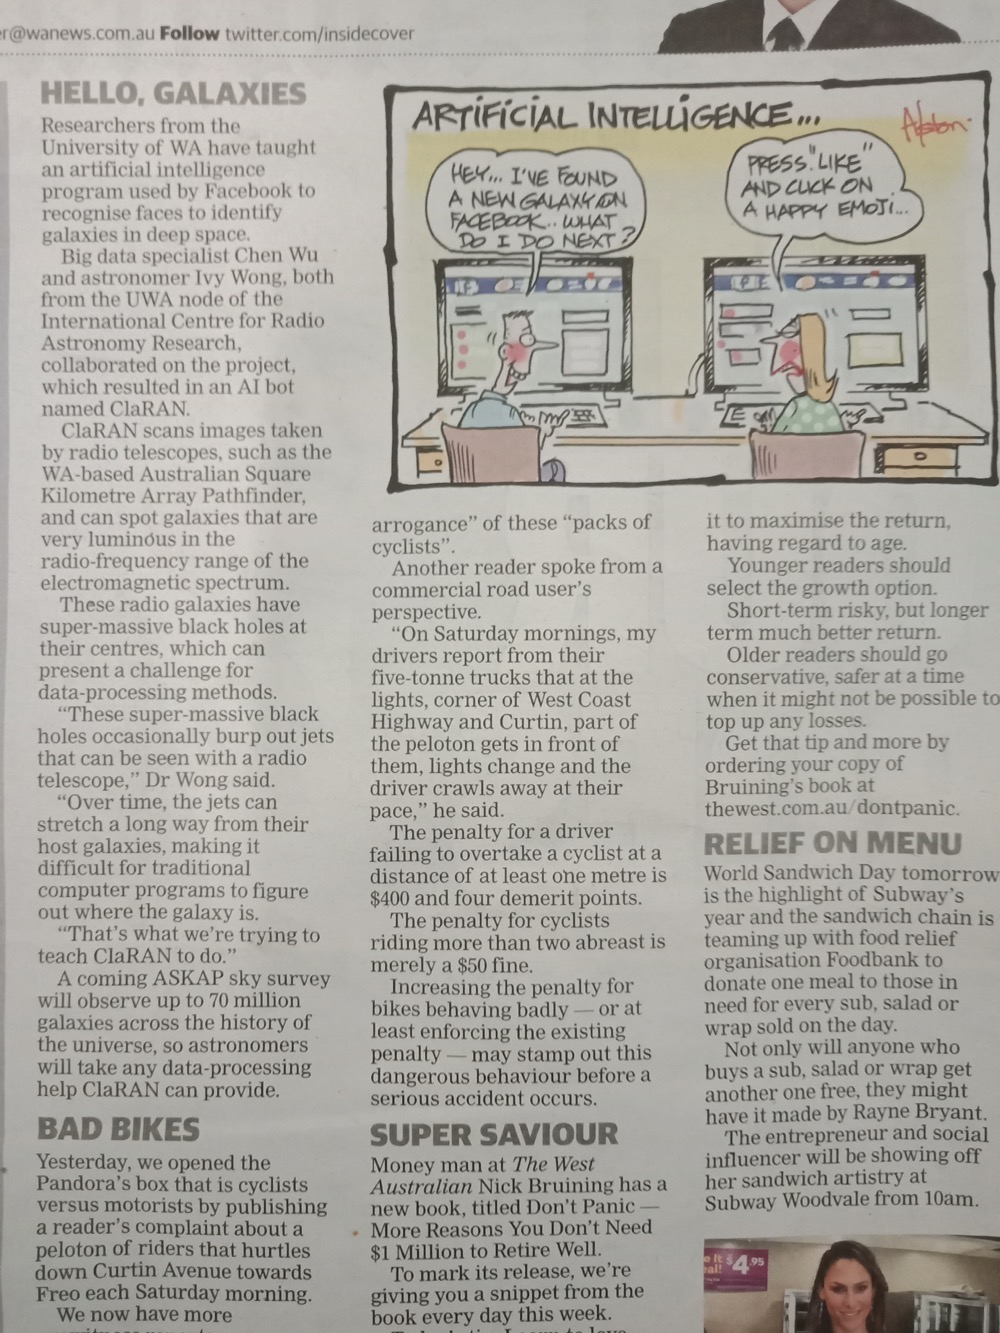 er@wanews.com.au Follow twitter.com/insidecover
HELLO, GALAXIES
Researchers from the
University of WA have taught
an artificial intelligence
program used by Facebook to
recognise faces to identify
galaxies in deep space.
Big data specialist Chen Wu
and astronomer Ivy Wong, both
from the UWA node of the
International Centre for Radio
Astronomy Research,
collaborated on the project,
which resulted in an AI bot
named ClaRAN.
ClaRAN scans images taken
by radio telescopes, such as the
WA-based Australian Square
Kilometre Array Pathfinder,
and can spot galaxies that are
very luminous in the
radio-frequency range of the
electromagnetic spectrum.
These radio galaxies have
super-massive black holes at
their centres, which can
present a challenge for
data-processing methods.
“These super-massive black
holes occasionally burp out jets
that can be seen with a radio
telescope,” Dr Wong said.
“Over time, the jets can
stretch a long way from their
host galaxies, making it
difficult for traditional
computer programs to figure
out where the galaxy is.
“That’s what we’re trying to
teach ClaRAN to do.”
A coming ASKAP sky survey
will observe up to 70 million
galaxies across the history of
the universe, so astronomers
will take any data-processing
help ClaRAN can provide.
BAD BIKES
Yesterday, we opened the
Pandora’s box that is cyclists
versus motorists by publishing
a reader’s complaint about a
peloton of riders that hurtles
down Curtin Avenue towards
Freo each Saturday morning.
We now have more
ARTIFICIAL INTELLIGENCE...
Alston
HEY... I'VE FOUND
A NEW GALAXY ON
FACEBOOK.. WHAT
DO I DO NEXT?
PRESS "LIKE"
AND CLICK ON
A HAPPY EMOJI...
arrogance” of these “packs of
cyclists”.
Another reader spoke from a
commercial road user’s
perspective.
“On Saturday mornings, my
drivers report from their
five-tonne trucks that at the
lights, corner of West Coast
Highway and Curtin, part of
the peloton gets in front of
them, lights change and the
driver crawls away at their
pace,” he said.
The penalty for a driver
failing to overtake a cyclist at a
distance of at least one metre is
$400 and four demerit points.
The penalty for cyclists
riding more than two abreast is
merely a $50 fine.
Increasing the penalty for
bikes behaving badly — or at
least enforcing the existing
penalty — may stamp out this
dangerous behaviour before a
serious accident occurs.
SUPER SAVIOUR
Money man at The West
Australian Nick Bruining has a
new book, titled Don’t Panic —
More Reasons You Don’t Need
$1 Million to Retire Well.
To mark its release, we’re
giving you a snippet from the
book every day this week.
it to maximise the return,
having regard to age.
Younger readers should
select the growth option.
Short-term risky, but longer
term much better return.
Older readers should go
conservative, safer at a time
when it might not be possible to
top up any losses.
Get that tip and more by
ordering your copy of
Bruining’s book at
thewest.com.au/dontpanic.
RELIEF ON MENU
World Sandwich Day tomorrow
is the highlight of Subway’s
year and the sandwich chain is
teaming up with food relief
organisation Foodbank to
donate one meal to those in
need for every sub, salad or
wrap sold on the day.
Not only will anyone who
buys a sub, salad or wrap get
another one free, they might
have it made by Rayne Bryant.
The entrepreneur and social
influencer will be showing off
her sandwich artistry at
Subway Woodvale from 10am.
$4.95